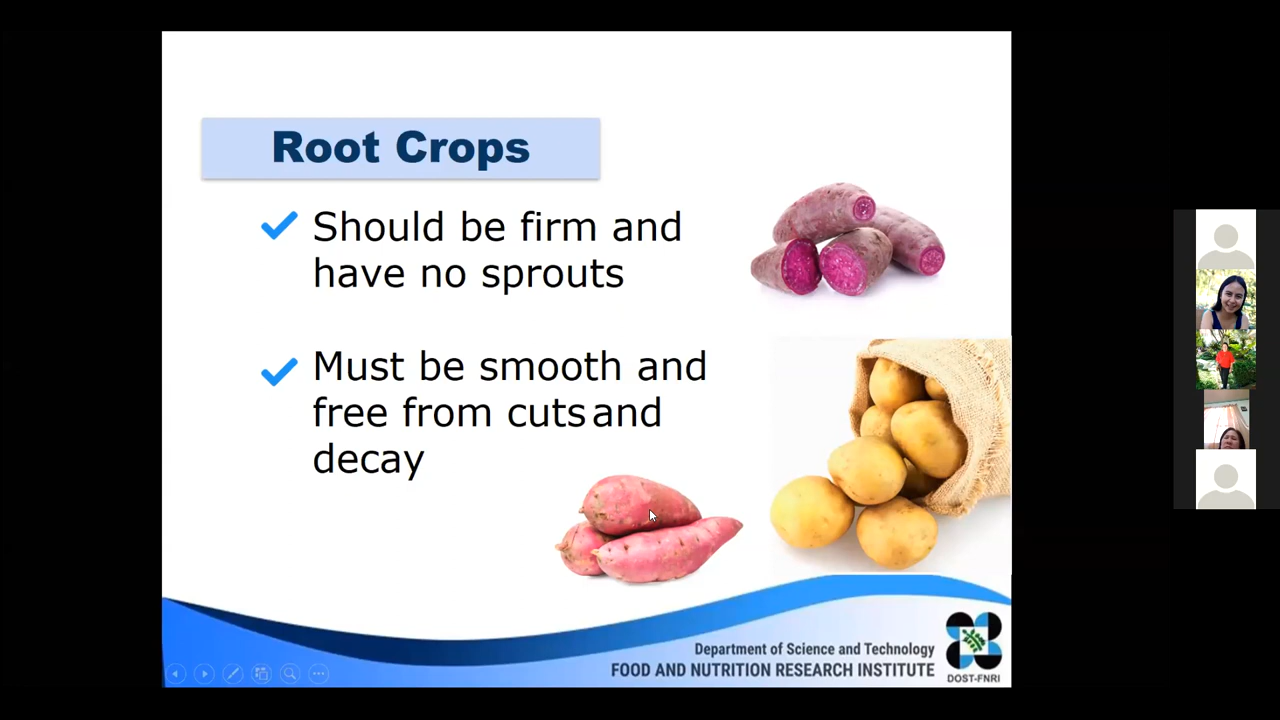 Root Crops
Should be firm and
have no sprouts
Must be smooth and
free from cuts and
decay
Department of Science and Technology
FOOD AND NUTRITION RESEARCH INSTITUTE
DOST-FNRI